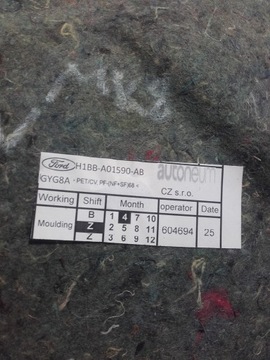 Ford H1BB-A01590-AB autoneum
GYG8A - PET/CV PF-(NF+SF)68 < CZ s.r.o.
Working Shift Month operator Date
Moulding B 1 4 7 10 604694 25
Z 2 5 8 11
Z 3 6 9 12